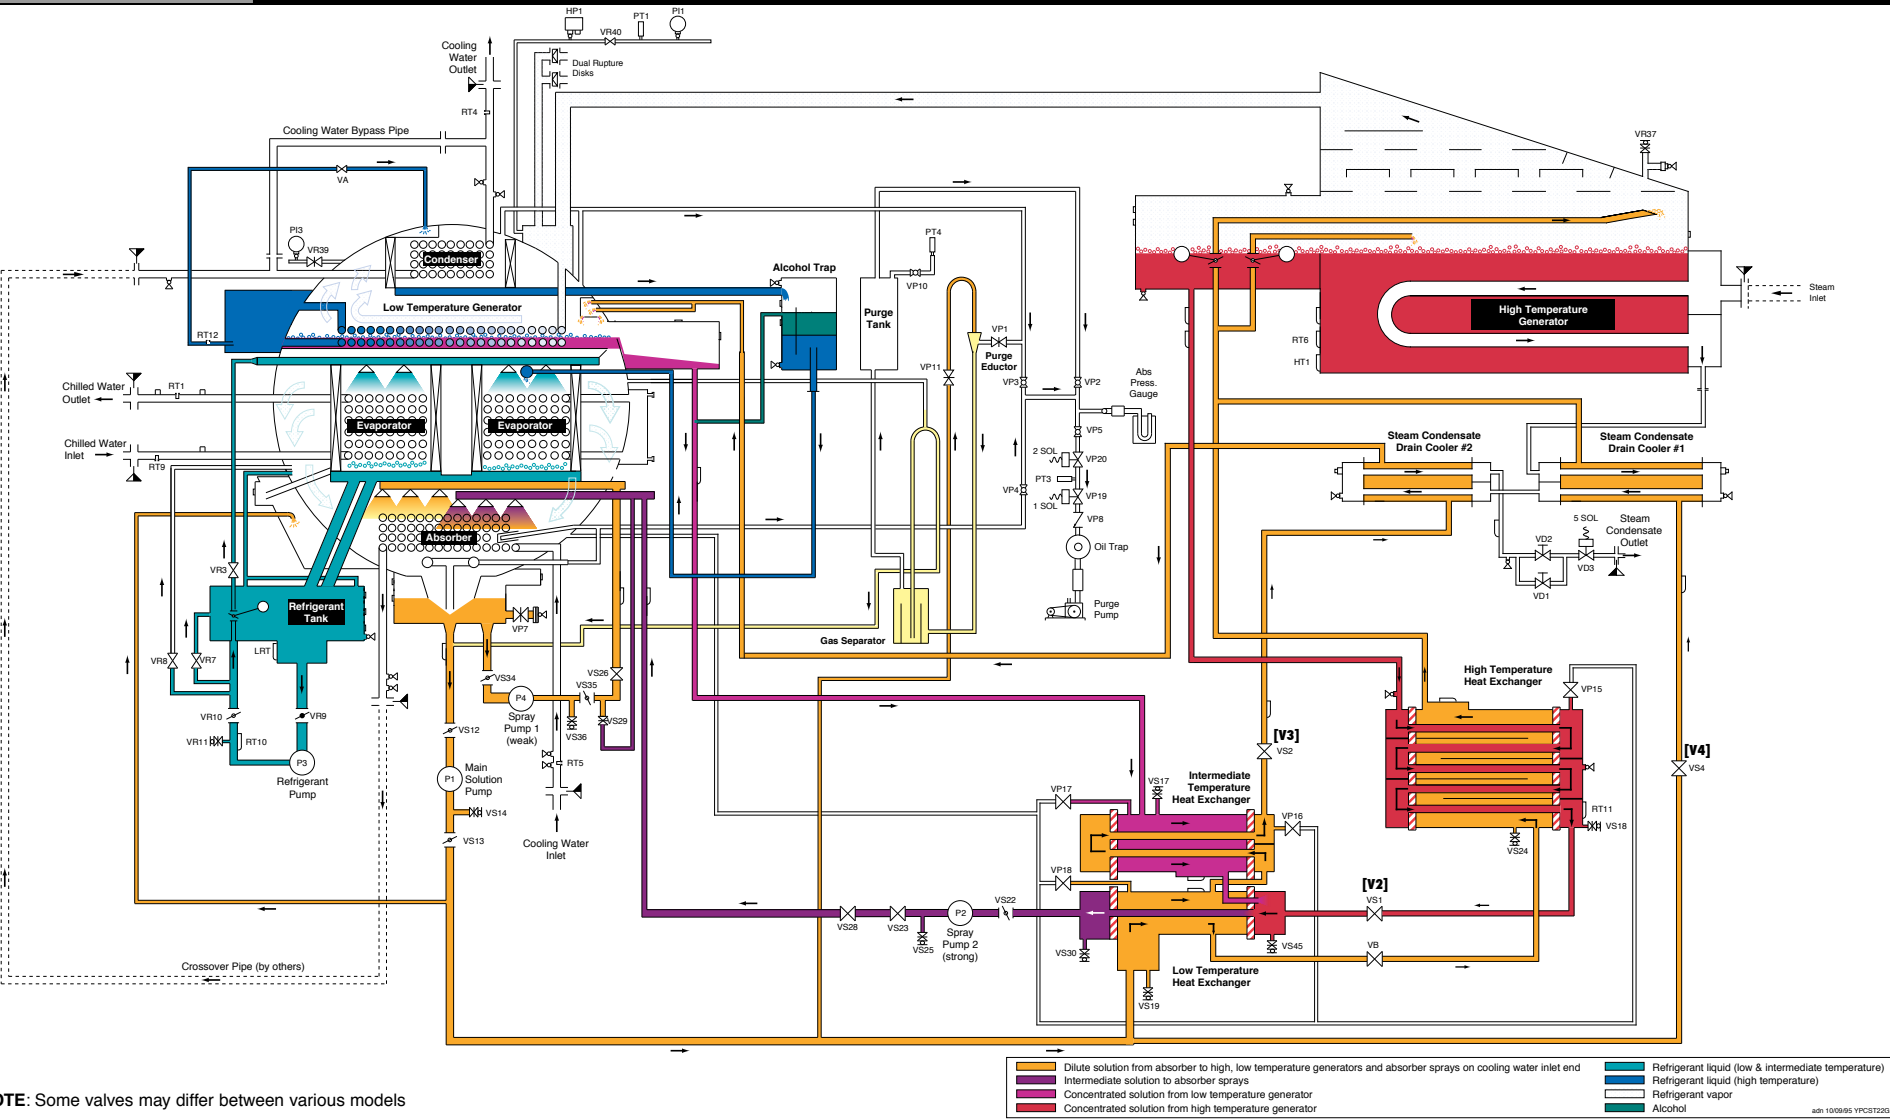 HP1
PT1
PI1
VR40
Cooling
Water
Outlet
Dual Rupture
Disks
RT4
Cooling Water Bypass Pipe
VR37
VA
PI3
VR39
Condenser
PT4
Alcohol Trap
VP10
Steam
Inlet
Low Temperature Generator
Purge
Tank
High Temperature
Generator
RT12
VP1
RT6
Purge
Eductor
HT1
VP11
Abs
Press.
Gauge
VP3
VP2
Chilled Water
Outlet
RT1
Evaporator
Evaporator
VP5
Steam Condensate
Drain Cooler #2
Steam Condensate
Drain Cooler #1
Chilled Water
Inlet
RT9
2 SOL
VP20
PT3
VP4
VP19
1 SOL
VP8
5 SOL
Steam
Condensate
Outlet
Absorber
Oil Trap
VD2
VD3
VR3
VD1
Refrigerant
Tank
Purge
Pump
VP7
Gas Separator
LRT
VR8
VR7
VS34
VS26
High Temperature
Heat Exchanger
VS35
VP15
P4
VR10
VR9
Spray
Pump 1
(weak)
VS36
VS29
VS12
VR11
RT10
[V3]
VS2
[V4]
VS4
P3
Refrigerant
Pump
P1
Main
Solution
Pump
RT5
Intermediate
Temperature
Heat Exchanger
VS17
VP17
VS14
RT11
VS18
VP16
VS13
Cooling Water
Inlet
VS24
VP18
[V2]
VS1
VS22
P2
VS28
VS23
VS25
Spray
Pump 2
(strong)
VS30
VS45
VB
Crossover Pipe (by others)
Low Temperature
Heat Exchanger
VS19
Dilute solution from absorber to high, low temperature generators and absorber sprays on cooling water inlet end
Intermediate solution to absorber sprays
Concentrated solution from low temperature generator
Concentrated solution from high temperature generator
Refrigerant liquid (low & intermediate temperature)
Refrigerant liquid (high temperature)
Refrigerant vapor
Alcohol
OTE: Some valves may differ between various models
adn 10/09/95 YPCST22G